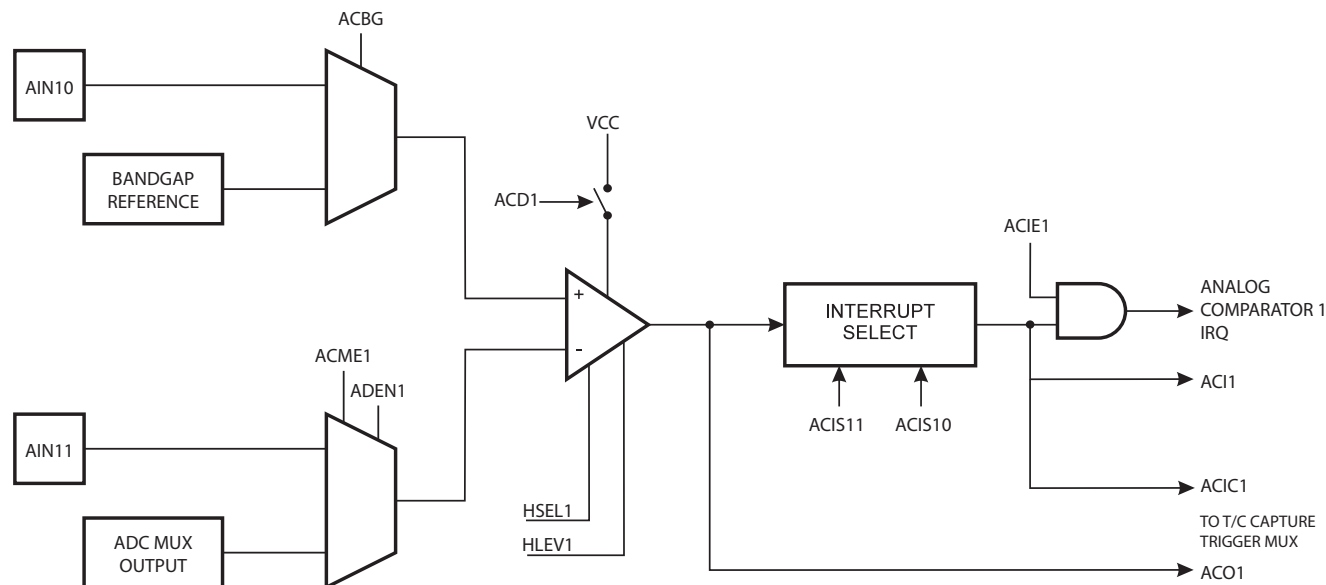 ACBG
AIN10
BANDGAP
REFERENCE
VCC
ACD1
+
-
ACIE1
INTERRUPT
SELECT
ANALOG
COMPARATOR 1
IRQ
ACI1
ACIS11
ACIS10
ACME1
ADEN1
AIN11
ADC MUX
OUTPUT
HSEL1
HLEV1
ACIC1
TO T/C CAPTURE
TRIGGER MUX
ACO1